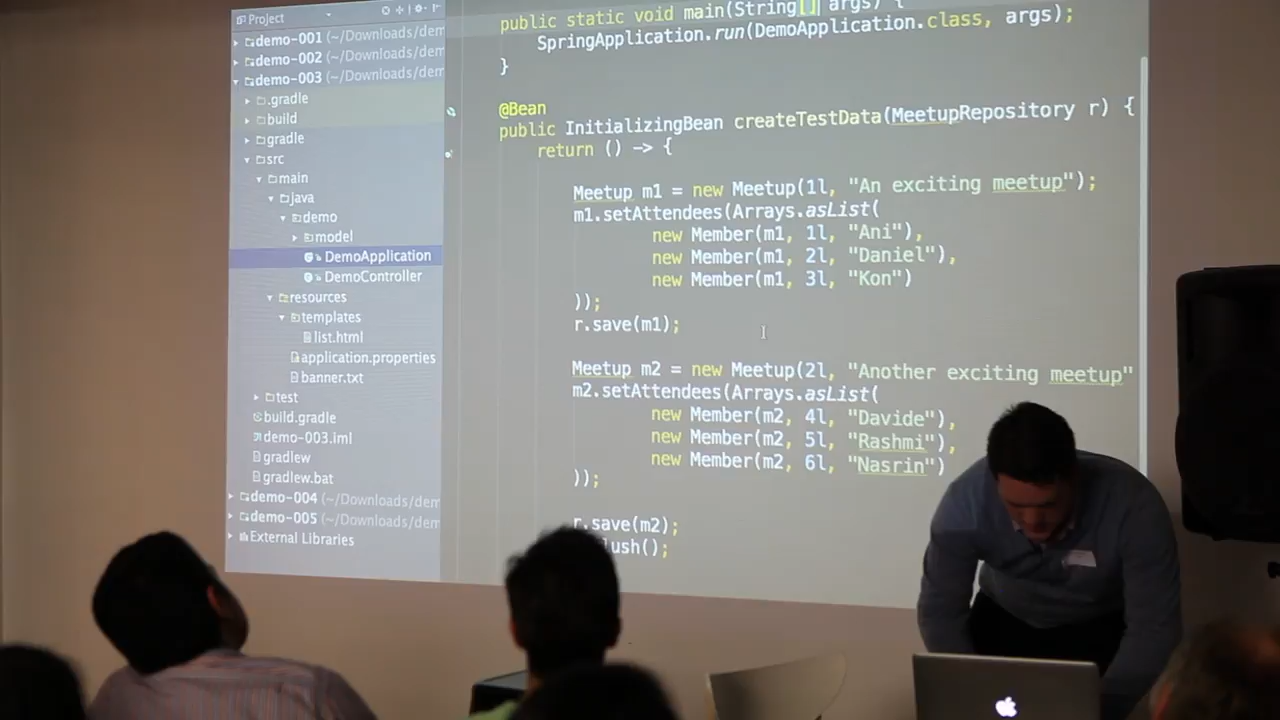 Project
demo-001 (~/Downloads/dem
demo-002 (~/Downloads/dem
demo-003 (~/Downloads/dem
.gradle
build
gradle
src
main
java
demo
model
DemoApplication
DemoController
resources
templates
list.html
application.properties
banner.txt
test
build.gradle
demo-003.iml
gradlew
gradlew.bat
demo-004 (~/Downloads/dem
demo-005 (~/Downloads/dem
External Libraries
public static void main(String[] args) {
SpringApplication.run(DemoApplication.class, args);
}
@Bean
public InitializingBean createTestData(MeetupRepository r) {
return () -> {
Meetup m1 = new Meetup(1l, "An exciting meetup");
m1.setAttendees(Arrays.asList(
new Member(m1, 1l, "Ani"),
new Member(m1, 2l, "Daniel"),
new Member(m1, 3l, "Kon")
));
r.save(m1);
Meetup m2 = new Meetup(2l, "Another exciting meetup"
m2.setAttendees(Arrays.asList(
new Member(m2, 4l, "Davide"),
new Member(m2, 5l, "Rashmi"),
new Member(m2, 6l, "Nasrin")
));
r.save(m2);
lush();